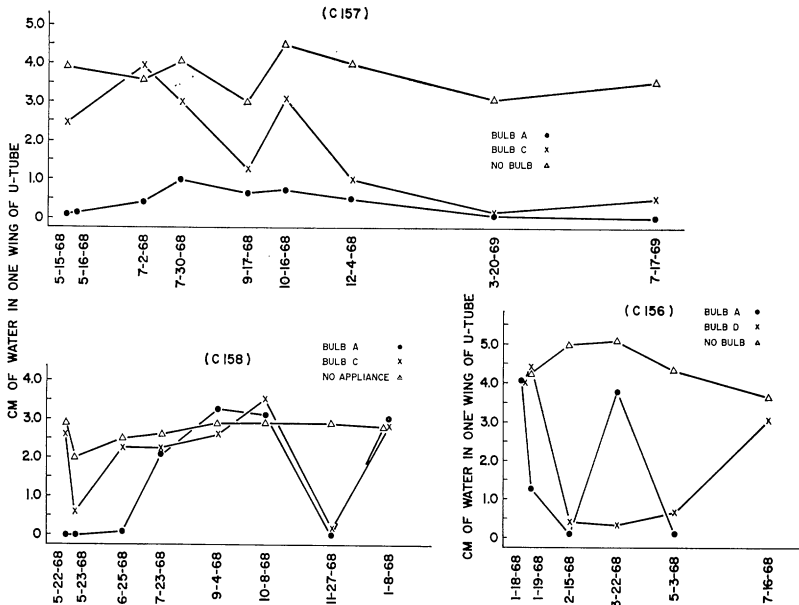 (C157)
5.0
4.0
3.0
2.0
1.0
0
BULB A
BULB C
NO BULB
5-15-68
5-16-68
7-2-68
7-30-68
9-17-68
10-16-68
12-4-68
3-20-69
7-17-69
CM OF WATER IN ONE WING OF U-TUBE
(C158)
BULB A
BULB C
NO APPLIANCE
4.0
3.0
2.0
1.0
0
5-22-68
5-23-68
6-25-68
7-23-68
9-4-68
10-8-68
11-27-68
1-8-68
(C156)
BULB A
BULB D
NO BULB
CM OF WATER IN ONE WING OF U-TUBE
5.0
4.0
3.0
2.0
1.0
0
1-18-68
1-19-68
2-15-68
3-22-68
5-3-68
7-16-68